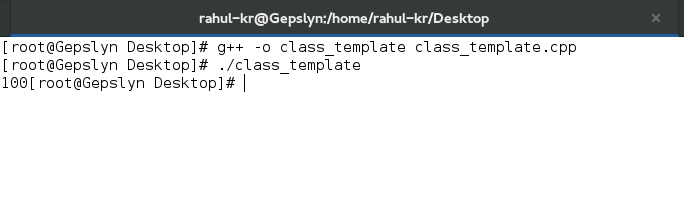 rahul-kr@Gepslyn:/home/rahul-kr/Desktop
[root@Gepslyn Desktop]# g++ -o class_template class_template.cpp
[root@Gepslyn Desktop]# ./class_template
100[root@Gepslyn Desktop]#